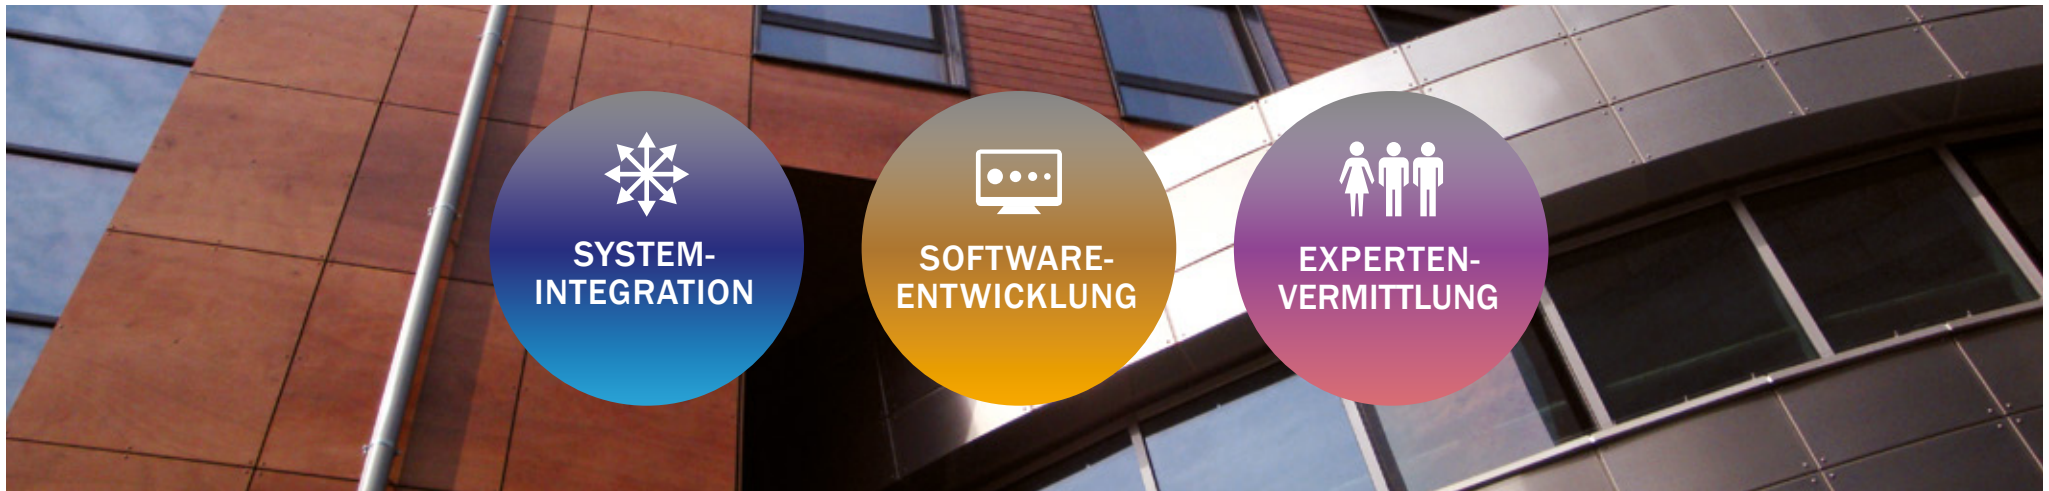 SYSTEM-
INTEGRATION
SOFTWARE-
ENTWICKLUNG
EXPERTEN-
VERMITTLUNG